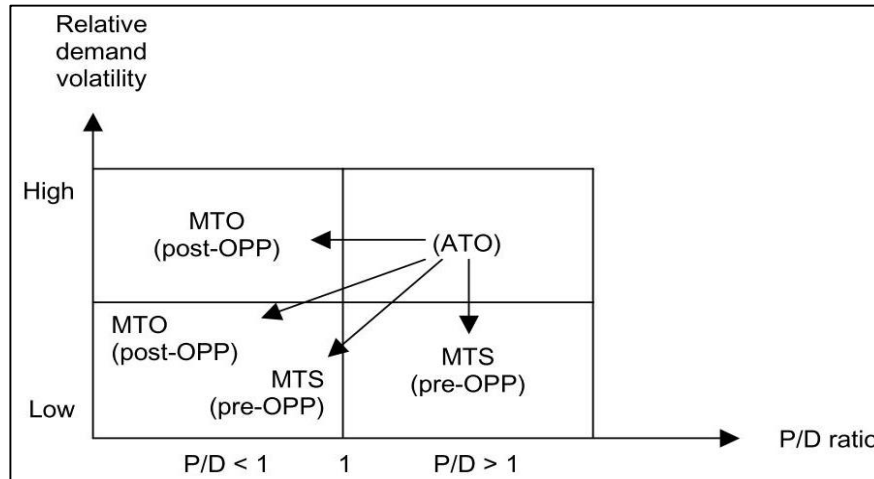 Relative
demand
volatility
High
MTO
(post-OPP)
(ATO)
MTO
(post-OPP)
MTS
(pre-OPP)
MTS
(pre-OPP)
Low
P/D ratio
P/D < 1
1
P/D > 1